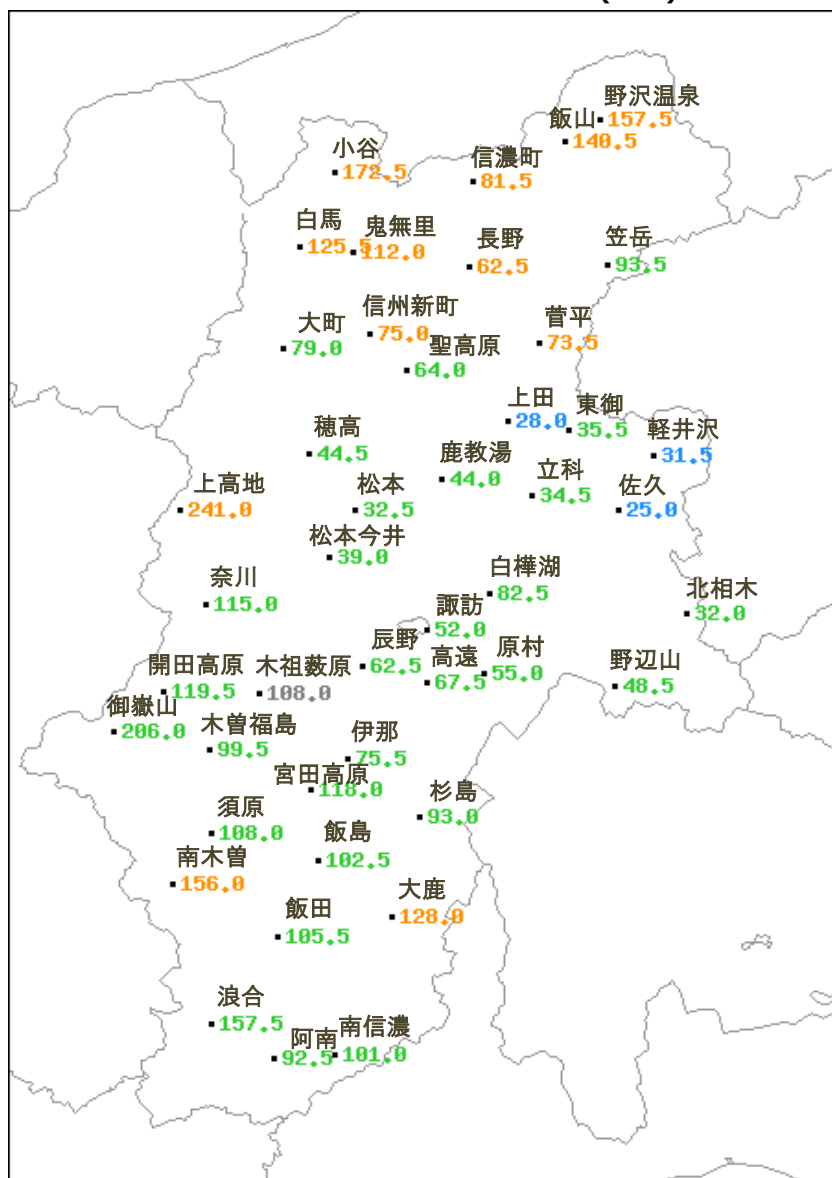 野沢温泉
157.5
飯山
140.5
小谷
172.5
信濃町
81.5
白馬
125.5
鬼無里
112.0
長野
62.5
笠岳
93.5
信州新町
75.0
大町
79.0
菅平
73.5
聖高原
64.0
上田
28.0
東御
35.5
軽井沢
31.5
穂高
44.5
鹿教湯
44.0
立科
34.5
上高地
241.0
松本
32.5
佐久
25.0
松本今井
39.0
白樺湖
82.5
奈川
115.0
北相木
32.0
諏訪
52.0
辰野
62.5
高遠
67.5
原村
55.0
野辺山
48.5
開田高原
119.5
木祖薮原
108.0
御嶽山
206.0
木曽福島
99.5
伊那
75.5
宮田高原
118.0
杉島
93.0
須原
108.0
飯島
102.5
南木曽
156.0
大鹿
128.0
飯田
105.5
浪合
157.5
阿南
92.5
南信濃
101.0